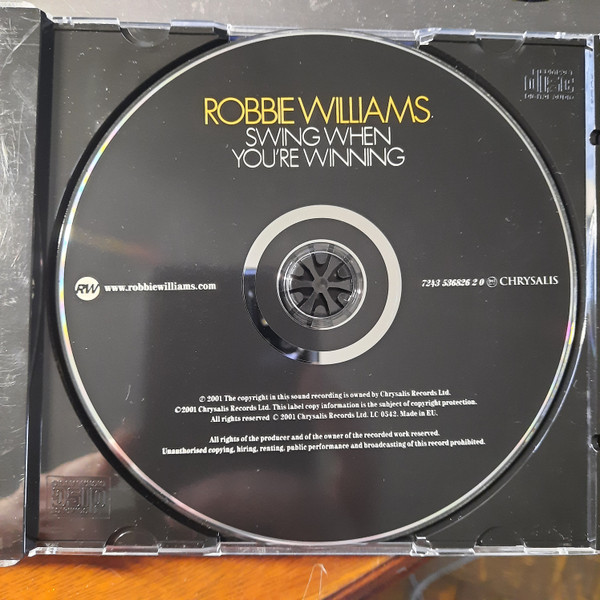 COMPACT
disc
DIGITAL AUDIO
ROBBIE WILLIAMS
SWING WHEN
YOU'RE WINNING
RW www.robbiewilliams.com
7243 536826 2 0 CHRYSALIS
℗ 2001 The copyright in this sound recording is owned by Chrysalis Records Ltd.
©2001 Chrysalis Records Ltd. This label copy information is the subject of copyright protection.
All rights reserved © 2001 Chrysalis Records Ltd. LC 0542. Made in EU.
All rights of the producer and of the owner of the recorded work reserved.
Unauthorised copying, hiring, renting, public performance and broadcasting of this record prohibited.